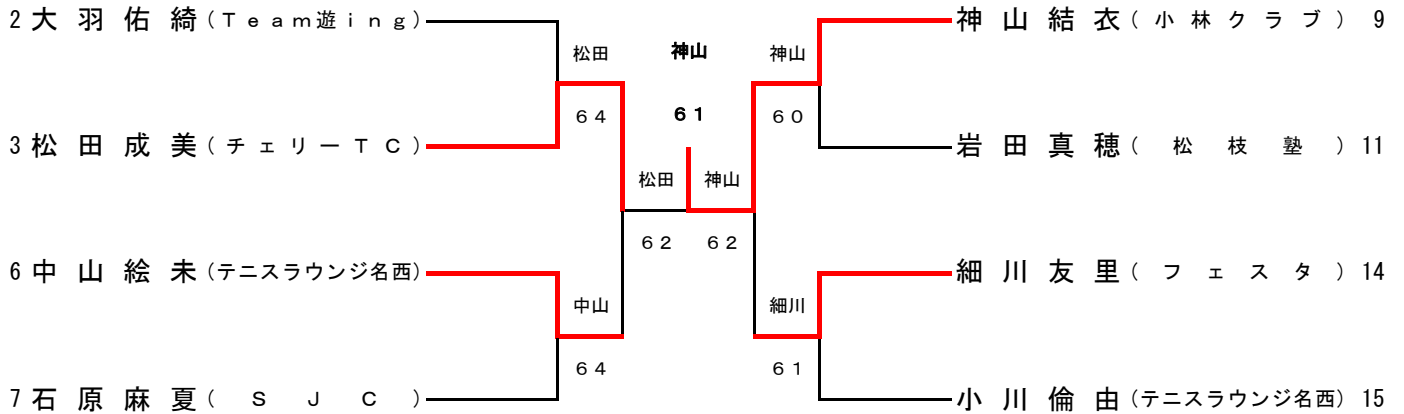 2 大羽佑綺(Team遊ing)
神山結衣(小林クラブ) 9
松田
神山
神山
64
61
60
3 松田成美(チェリーTC)
岩田真穂(松枝塾) 11
松田
神山
62
62
6 中山絵未(テニスラウンジ名西)
細川友里(フェスタ) 14
中山
細川
64
61
7 石原麻夏(SJC)
小川倫由(テニスラウンジ名西) 15